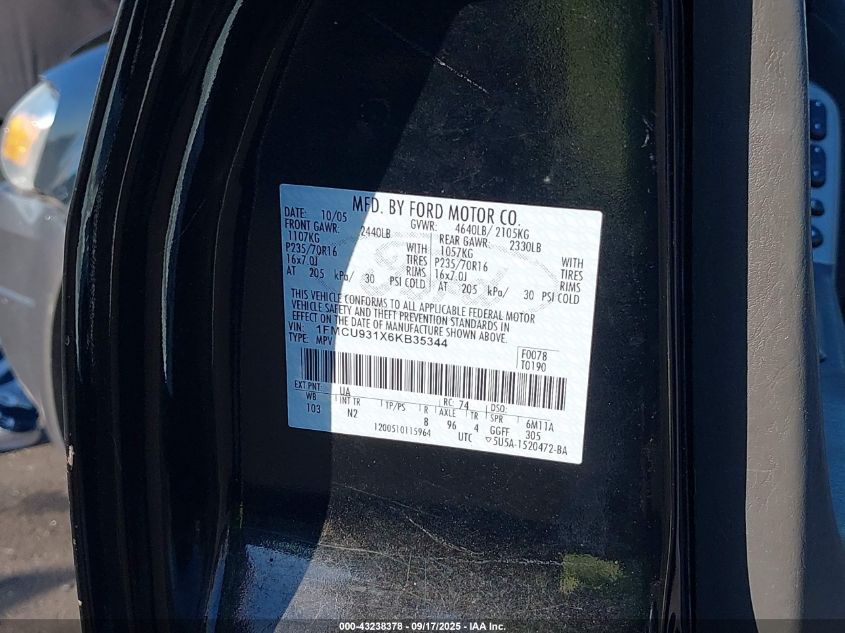 MFD. BY FORD MOTOR CO.
DATE: 10/05 GVWR: 4640LB/ 2105KG
FRONT GAWR: 2440LB REAR GAWR: 2330LB
1107KG WITH 1057KG WITH
P235/70R16 TIRES P235/70R16 TIRES
16x7.0J RIMS 16x7.0J RIMS
AT 205 kPa/ 30 PSI COLD AT 205 kPa/ 30 PSI COLD
THIS VEHICLE CONFORMS TO ALL APPLICABLE FEDERAL MOTOR
VEHICLE SAFETY AND THEFT PREVENTION STANDARDS IN
EFFECT ON THE DATE OF MANUFACTURE SHOWN ABOVE.
VIN: 1FMCU931X6KB35344
TYPE: MPV
F0078
T0190
EXT PNT: UA RC: 74 DSO:
WB INT TR TP/PS R AXLE TR SPR 6M11A
103 N2 8 96 4 GGFF 305
1200510115964 UTC ▽5U5A-1520472-BA
Ford
000-43238378 - 09/17/2025 - IAA Inc.